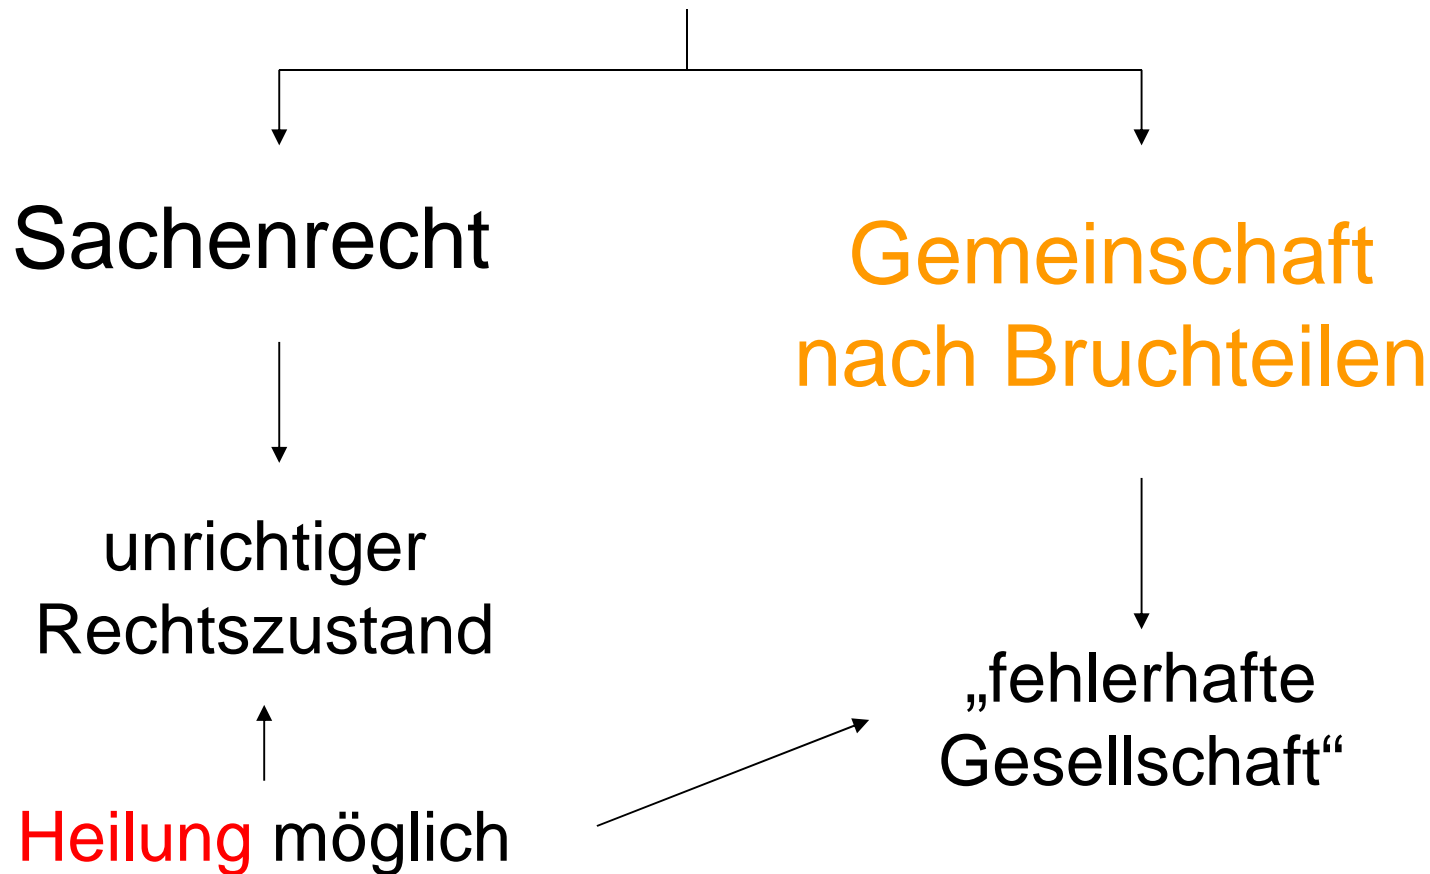 Sachenrecht
Gemeinschaft
nach Bruchteilen
unrichtiger
Rechtszustand
„fehlerhafte
Gesellschaft“
Heilung möglich